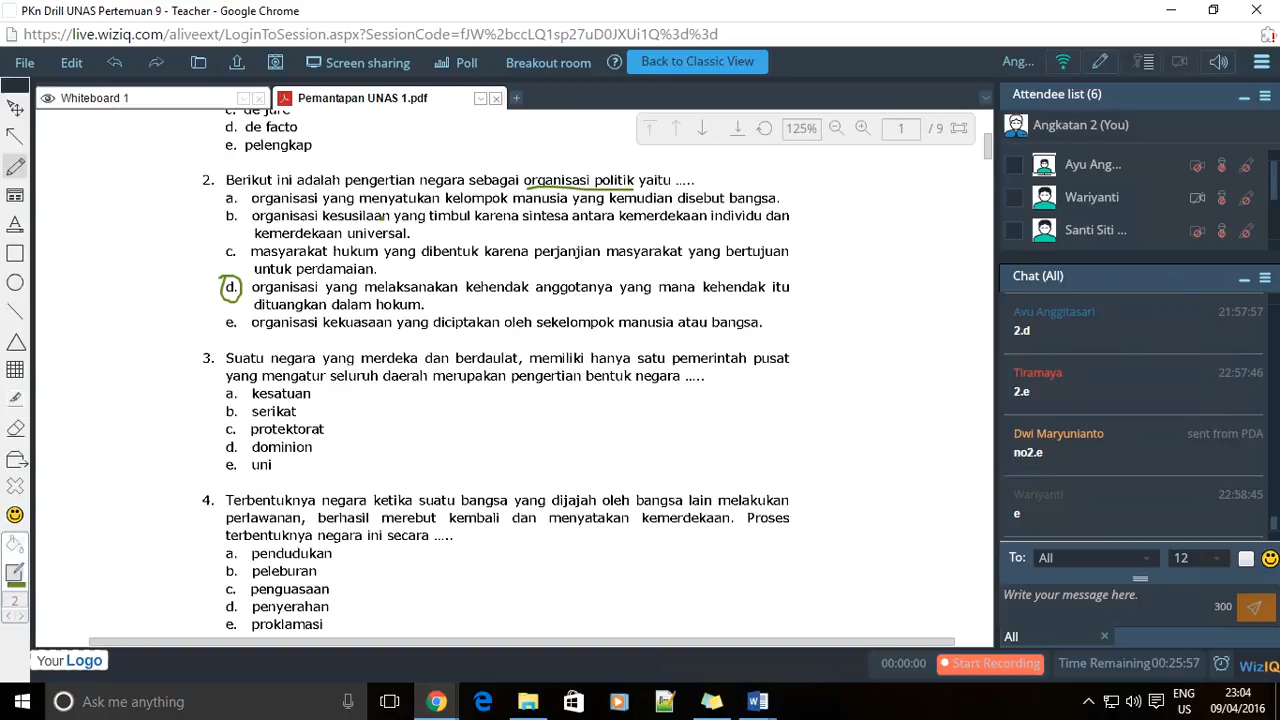 PKn Drill UNAS Pertemuan 9 - Teacher - Google Chrome
https://live.wiziq.com/aliveext/LoginToSession.aspx?SessionCode=fJW%2bccLQ1sp27uD0JXUi1Q%3d%3d
File Edit Screen sharing Poll Breakout room ? Back to Classic View Ang...
Whiteboard 1 Pemantapan UNAS 1.pdf
Attendee list (6)
Angkatan 2 (You)
Ayu Ang...
Wariyanti
Santi Siti ...
125% 1 / 9
c. de jure
d. de facto
e. pelengkap
2. Berikut ini adalah pengertian negara sebagai organisasi politik yaitu .....
a. organisasi yang menyatukan kelompok manusia yang kemudian disebut bangsa.
b. organisasi kesusilaan yang timbul karena sintesa antara kemerdekaan individu dan
kemerdekaan universal.
c. masyarakat hukum yang dibentuk karena perjanjian masyarakat yang bertujuan
untuk perdamaian.
d. organisasi yang melaksanakan kehendak anggotanya yang mana kehendak itu
dituangkan dalam hokum.
e. organisasi kekuasaan yang diciptakan oleh sekelompok manusia atau bangsa.
3. Suatu negara yang merdeka dan berdaulat, memiliki hanya satu pemerintah pusat
yang mengatur seluruh daerah merupakan pengertian bentuk negara .....
a. kesatuan
b. serikat
c. protektorat
d. dominion
e. uni
4. Terbentuknya negara ketika suatu bangsa yang dijajah oleh bangsa lain melakukan
perlawanan, berhasil merebut kembali dan menyatakan kemerdekaan. Proses
terbentuknya negara ini secara .....
a. pendudukan
b. peleburan
c. penguasaan
d. penyerahan
e. proklamasi
Chat (All)
Ayu Anggitasari 21:57:57
2.d
Tiramaya 22:57:46
2.e
Dwi Maryunianto sent from PDA
no2.e
Wariyanti 22:58:45
e
To: All 12
Write your message here.
300
All
2
Your Logo
00:00:00 Start Recording Time Remaining 00:25:57 WizIQ
Ask me anything
ENG 23:04
US 09/04/2016